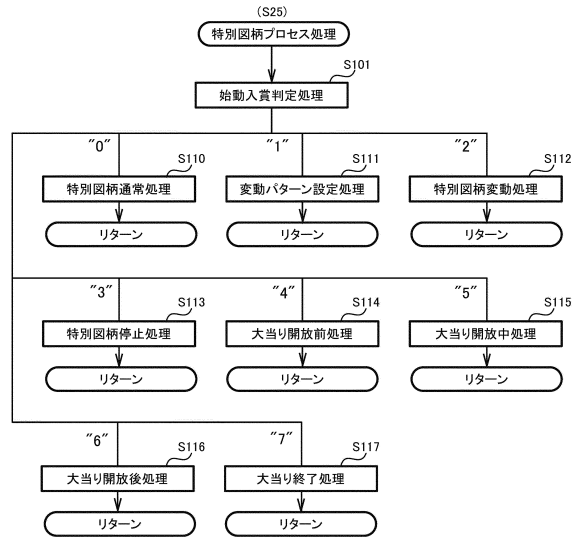 (S25)
特別図柄プロセス処理
S101
始動入賞判定処理
"0"
"1"
"2"
S110
S111
S112
特別図柄通常処理
変動パターン設定処理
特別図柄変動処理
リターン
リターン
リターン
"3"
"4"
"5"
S113
S114
S115
特別図柄停止処理
大当り開放前処理
大当り開放中処理
リターン
リターン
リターン
"6"
"7"
S116
S117
大当り開放後処理
大当り終了処理
リターン
リターン